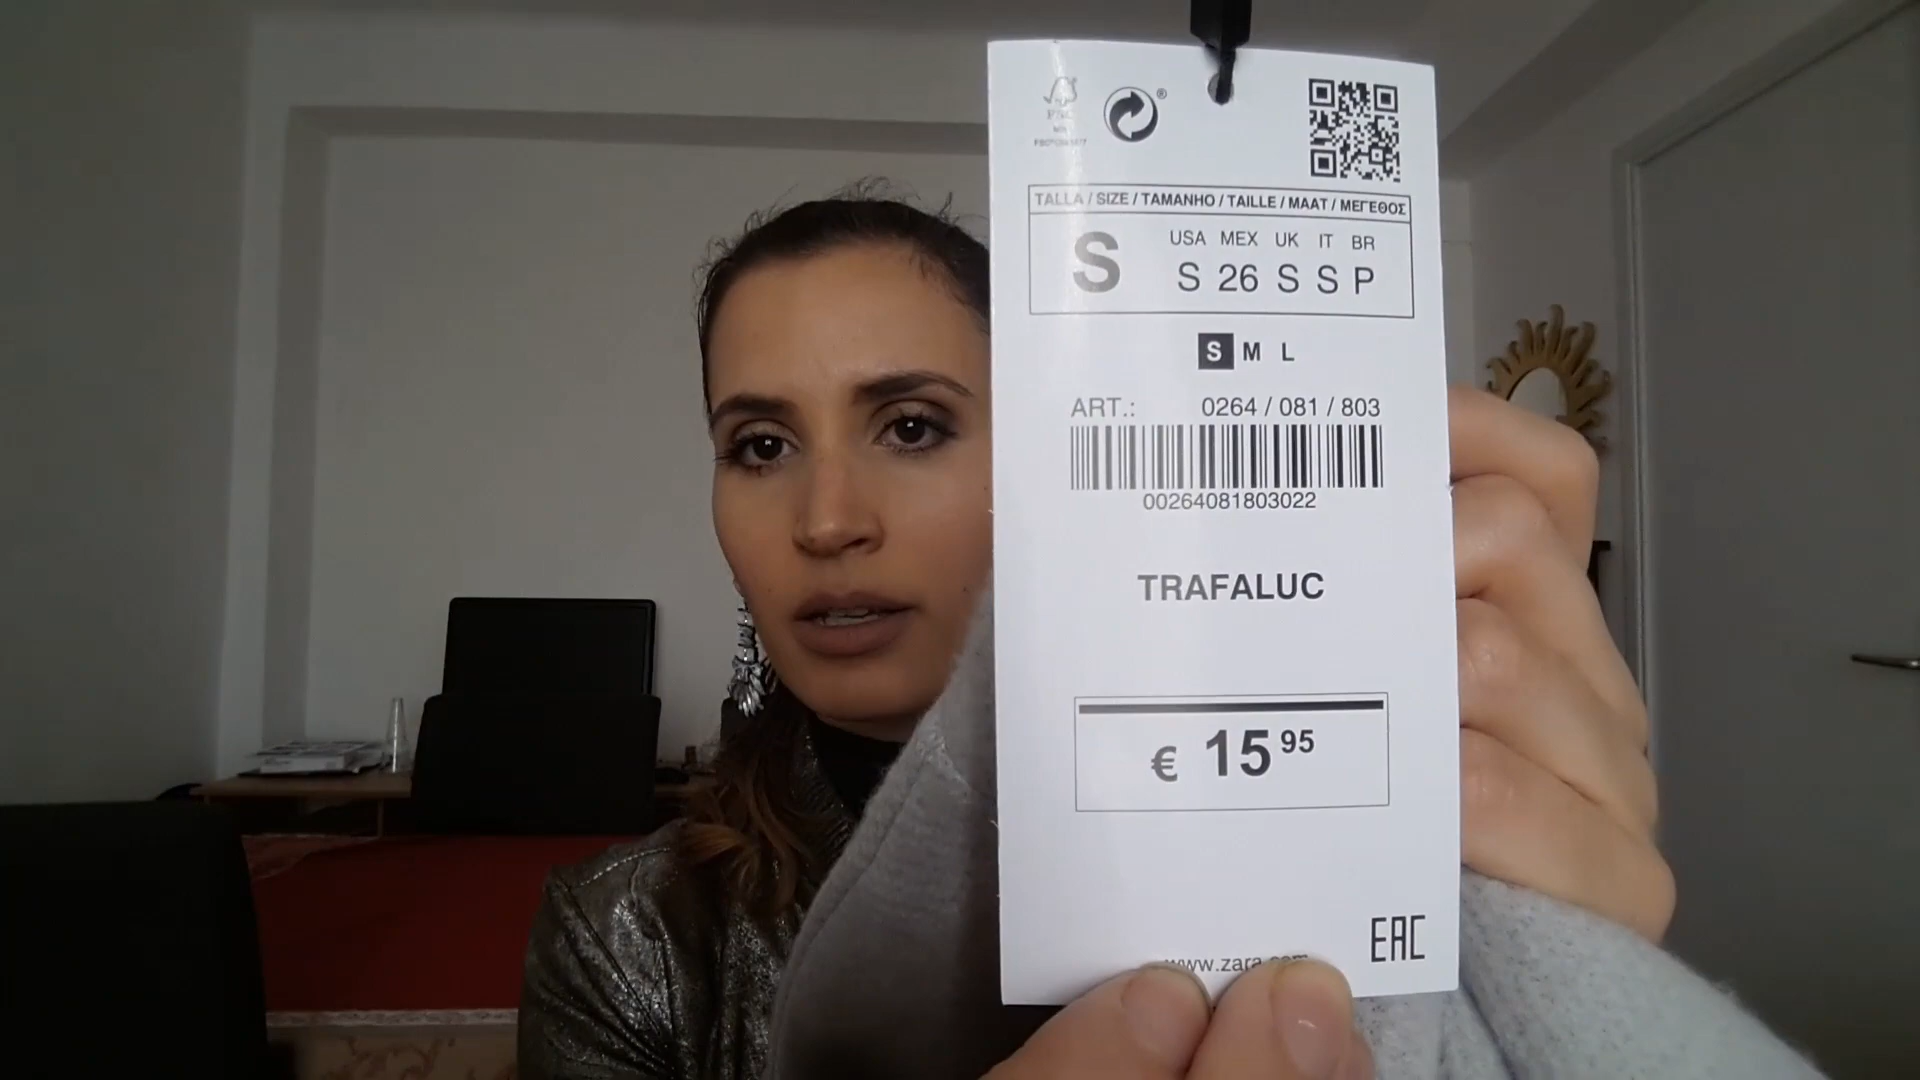 ®
FSC
TALLA / SIZE / TAMANHO / TAILLE / MAAT / ΜΕΓΕΘΟΣ
USA MEX UK IT BR
S S 26 S S P
S M L
ART.: 0264 / 081 / 803
00264081803022
TRAFALUC
€ 15 95
EAC
www.zara.com